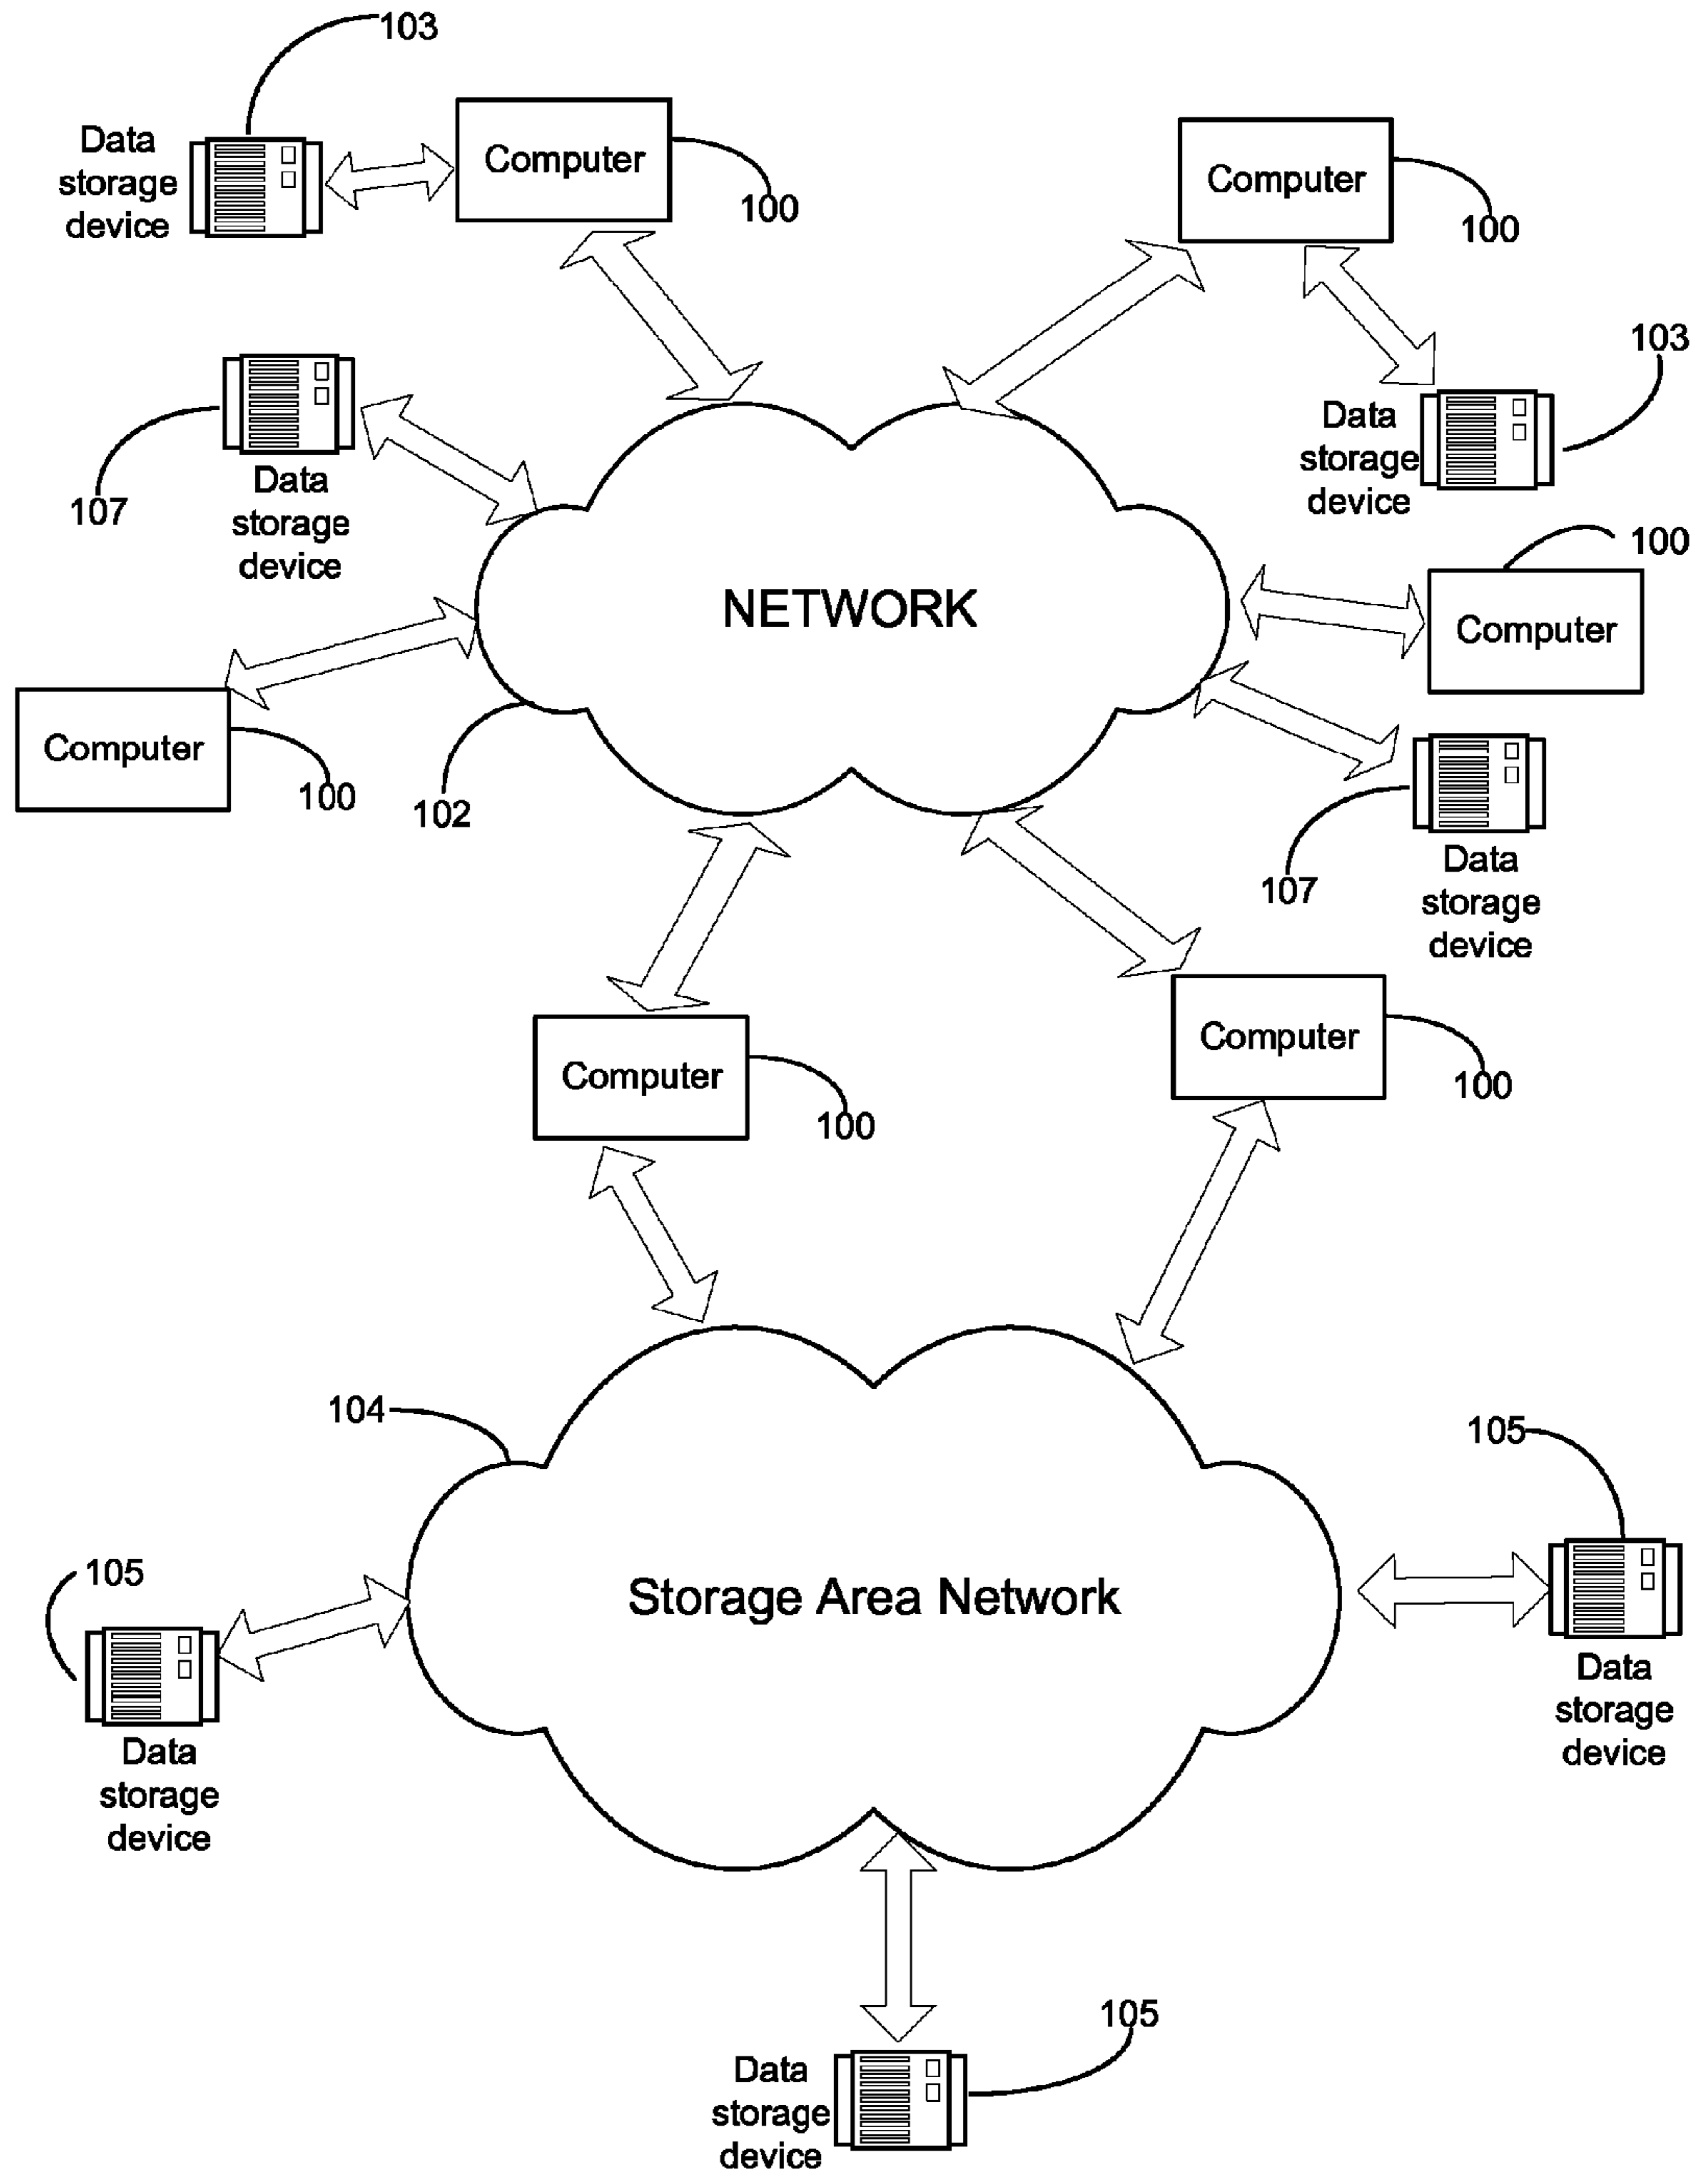 103
Data
storage
device
Computer
100
Computer
100
103
Data
storage
device
107
Data
storage
device
100
Computer
NETWORK
Computer
100
102
107
Data
storage
device
Computer
100
Computer
100
104
105
Storage Area Network
105
Data
storage
device
Data
storage
device
105
Data
storage
device